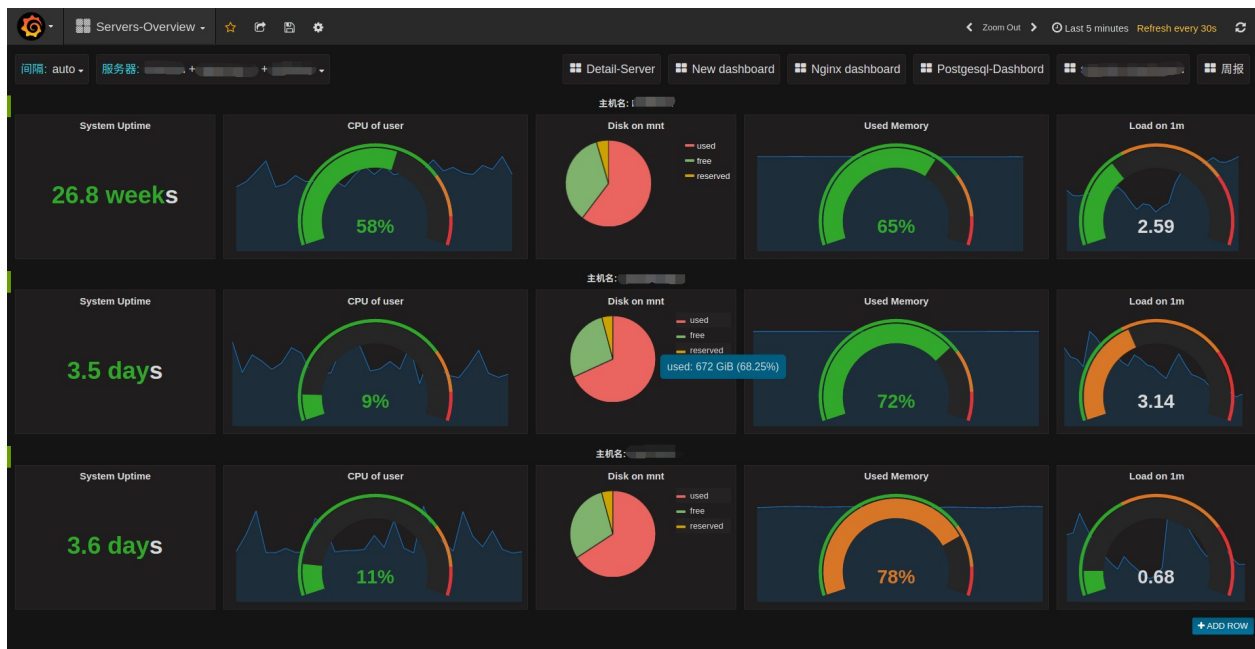 Servers-Overview
Zoom Out
Last 5 minutes Refresh every 30s
间隔: auto
服务器: + +
Detail-Server
New dashboard
Nginx dashboard
Postgesql-Dashbord
周报
主机名:
System Uptime
26.8 weeks
CPU of user
58%
Disk on mnt
used
free
reserved
Used Memory
65%
Load on 1m
2.59
主机名:
System Uptime
3.5 days
CPU of user
9%
Disk on mnt
used
free
reserved
used: 672 GiB (68.25%)
Used Memory
72%
Load on 1m
3.14
主机名:
System Uptime
3.6 days
CPU of user
11%
Disk on mnt
used
free
reserved
Used Memory
78%
Load on 1m
0.68
+ ADD ROW